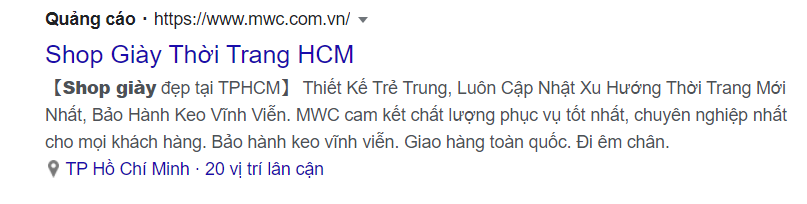 Quảng cáo · https://www.mwc.com.vn/
Shop Giày Thời Trang HCM
【Shop giày đẹp tại TPHCM】 Thiết Kế Trẻ Trung, Luôn Cập Nhật Xu Hướng Thời Trang Mới
Nhất, Bảo Hành Keo Vĩnh Viễn. MWC cam kết chất lượng phục vụ tốt nhất, chuyên nghiệp nhất
cho mọi khách hàng. Bảo hành keo vĩnh viễn. Giao hàng toàn quốc. Đi êm chân.
TP Hồ Chí Minh · 20 vị trí lân cận